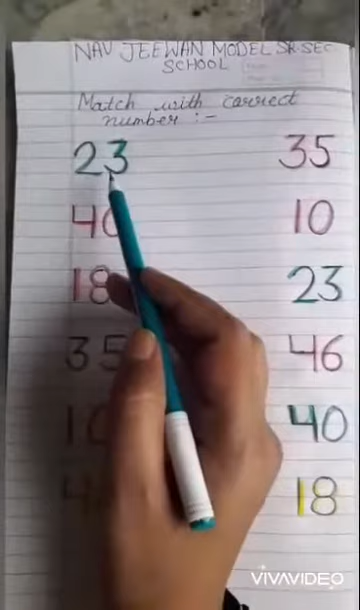 NAV JEEWAN MODEL SR. SEC
SCHOOL
Match with correct
number :-
23 35
40 10
18 23
35 46
10 40
18
VIVAVIDEO